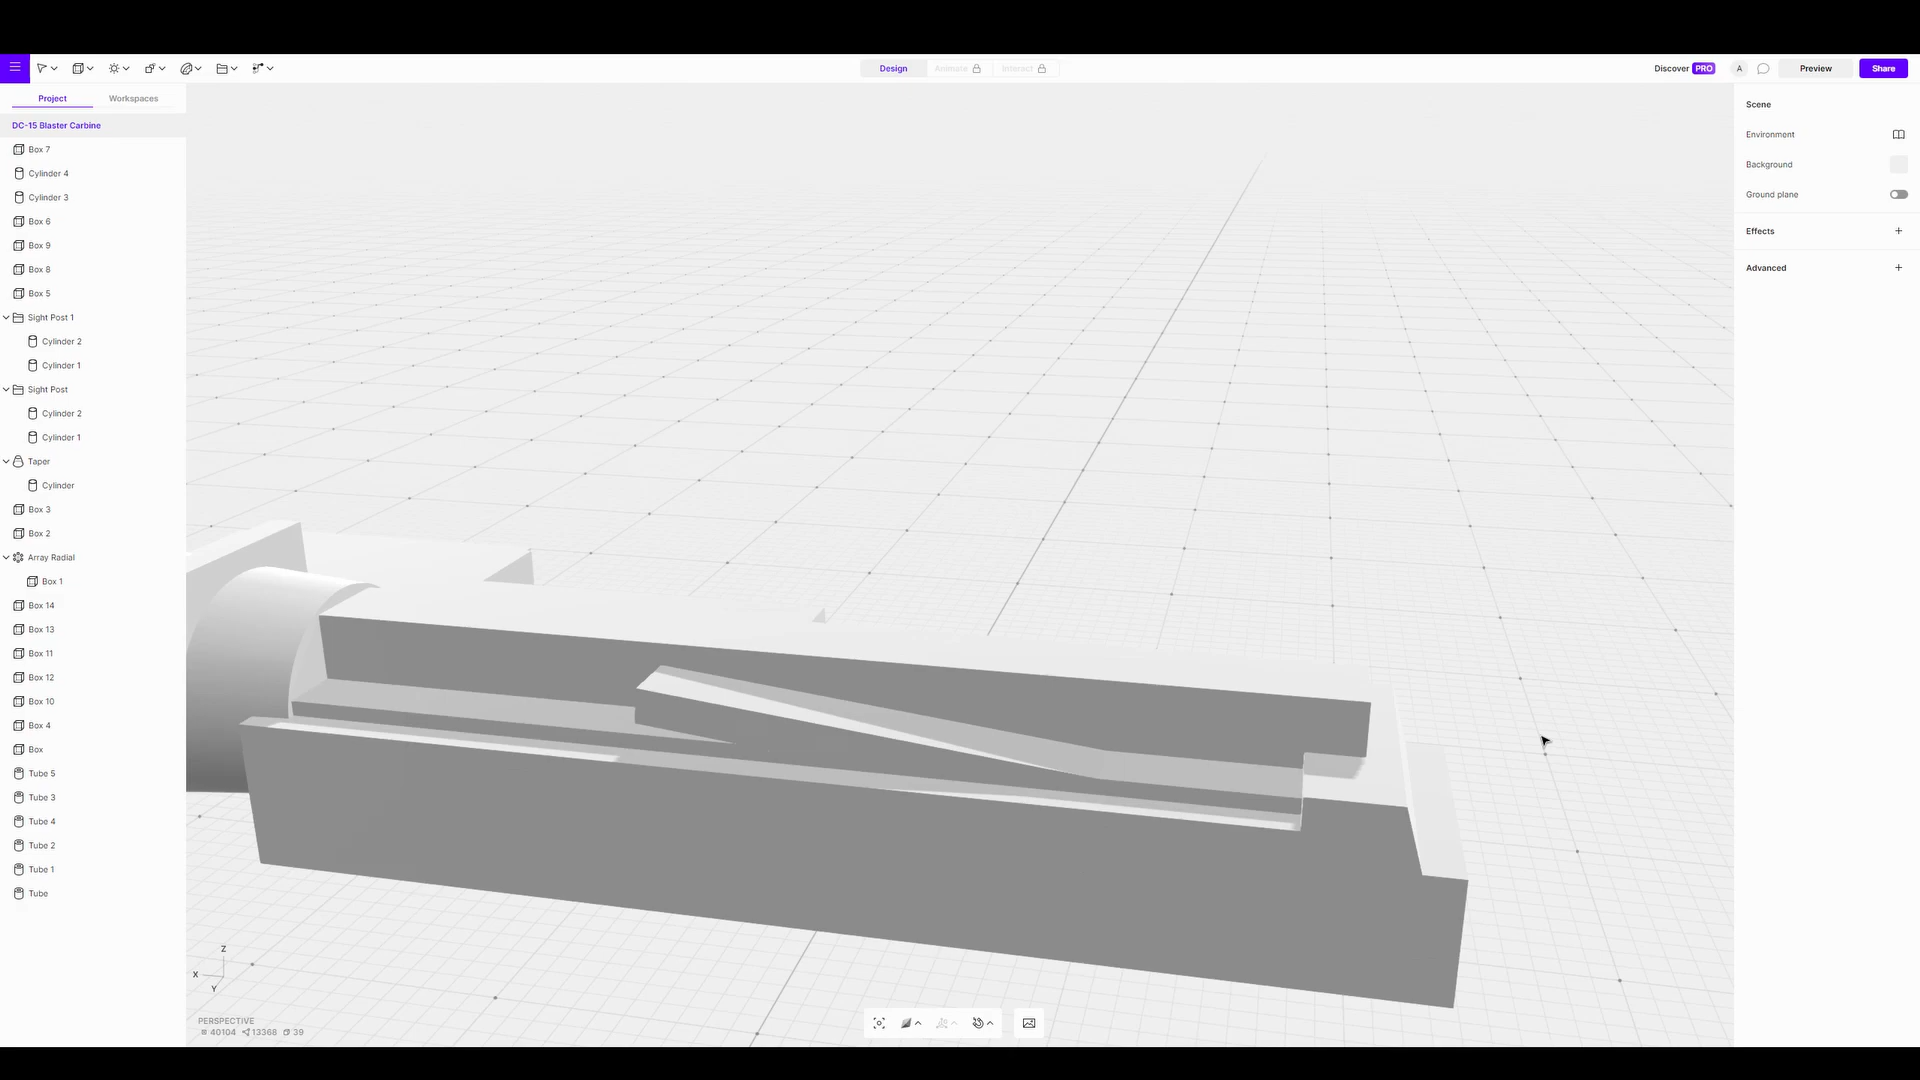 Design Animate Interact Discover PRO A Preview Share
Project Workspaces
DC-15 Blaster Carbine
Box 7
Cylinder 4
Cylinder 3
Box 6
Box 9
Box 8
Box 5
Sight Post 1
Cylinder 2
Cylinder 1
Sight Post
Cylinder 2
Cylinder 1
Taper
Cylinder
Box 3
Box 2
Array Radial
Box 1
Box 14
Box 13
Box 11
Box 12
Box 10
Box 4
Box
Tube 5
Tube 3
Tube 4
Tube 2
Tube 1
Tube
Z
X
Y
PERSPECTIVE
40104 13368 39
Scene
Environment
Background
Ground plane
Effects
Advanced